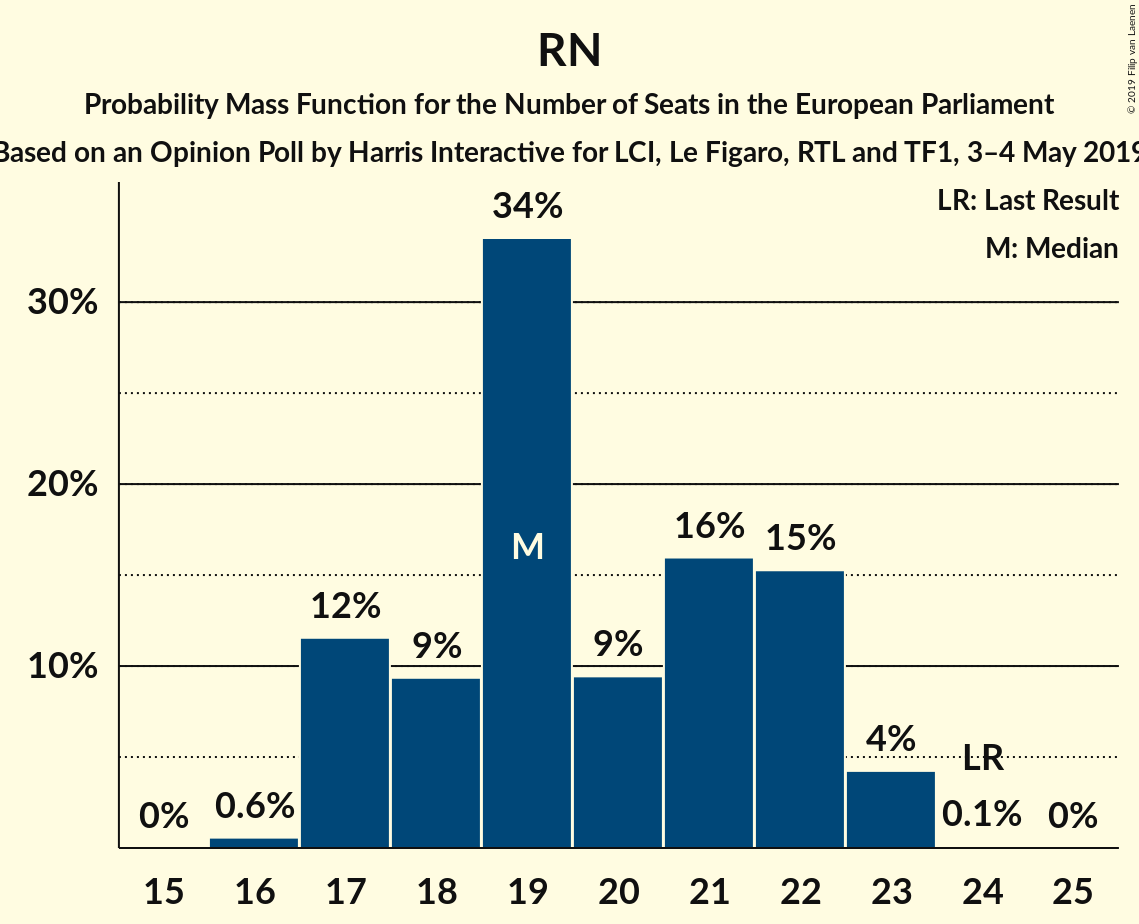 RN
Probability Mass Function for the Number of Seats in the European Parliament
Based on an Opinion Poll by Harris Interactive for LCI, Le Figaro, RTL and TF1, 3–4 May 2019
© 2019 Filip van Laenen
LR: Last Result
M: Median
30%
20%
10%
0%
0.6%
12%
9%
34%
M
9%
16%
15%
4%
LR
0.1%
0%
15 16 17 18 19 20 21 22 23 24 25